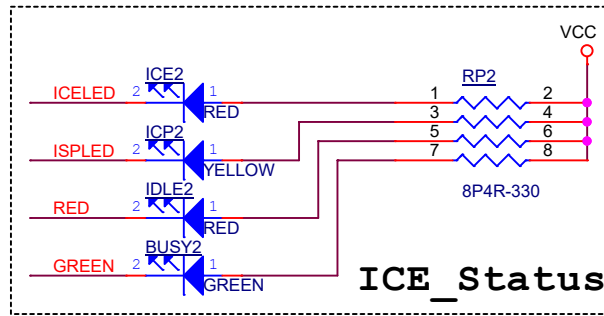 VCC
ICE2
RP2
ICELED 2 1 1 2
RED 3 4
ICP2 5 6
ISPLED 2 1 7 8
YELLOW
8P4R-330
IDLE2
RED 2 1
RED
BUSY2
GREEN 2 1
GREEN
ICE_Status